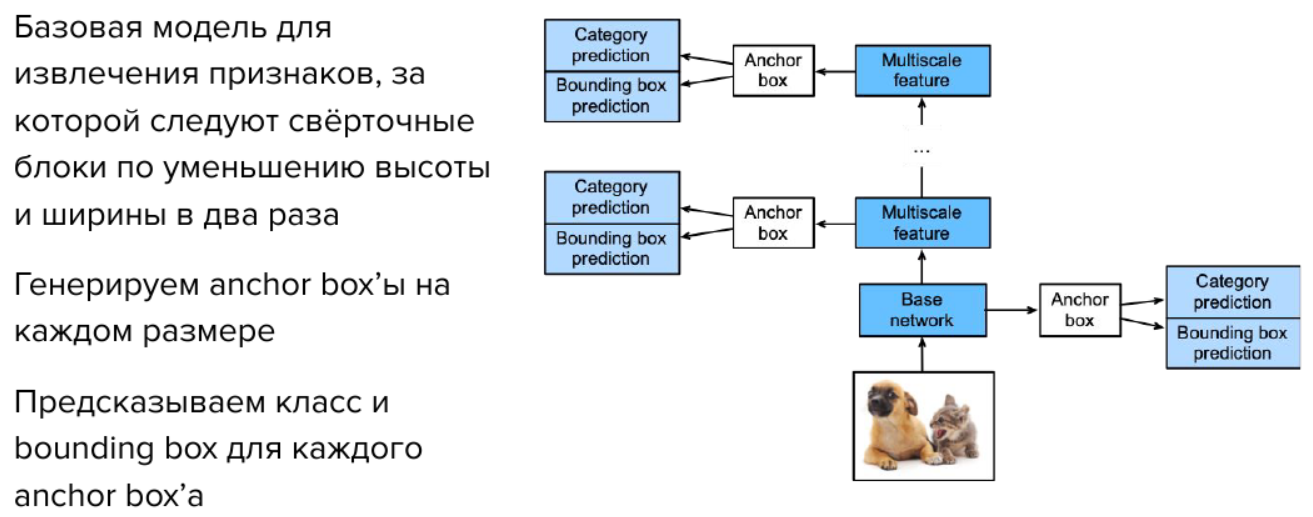 Базовая модель для
извлечения признаков, за
которой следуют свёрточные
блоки по уменьшению высоты
и ширины в два раза
Генерируем anchor box’ы на
каждом размере
Предсказываем класс и
bounding box для каждого
anchor box’а
Category
prediction
Bounding box
prediction
Anchor
box
Multiscale
feature
...
Category
prediction
Bounding box
prediction
Anchor
box
Multiscale
feature
Base
network
Anchor
box
Category
prediction
Bounding box
prediction